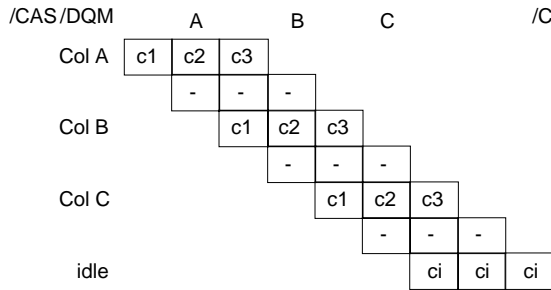 /CAS/DQM A B C /C
Col A c1 c2 c3
- - -
Col B c1 c2 c3
- - -
Col C c1 c2 c3
- - -
idle ci ci ci